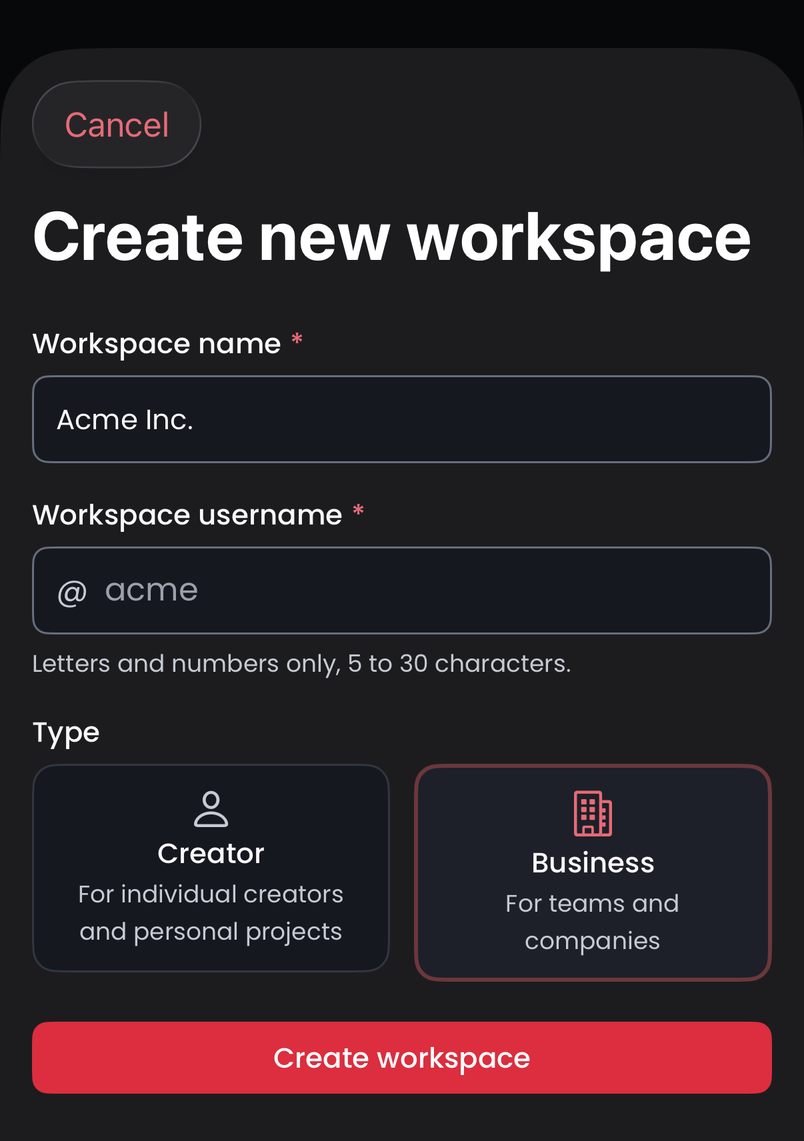 Cancel
Create new workspace
Workspace name *
Acme Inc.
Workspace username *
@ acme
Letters and numbers only, 5 to 30 characters.
Type
Creator
For individual creators
and personal projects
Business
For teams and
companies
Create workspace